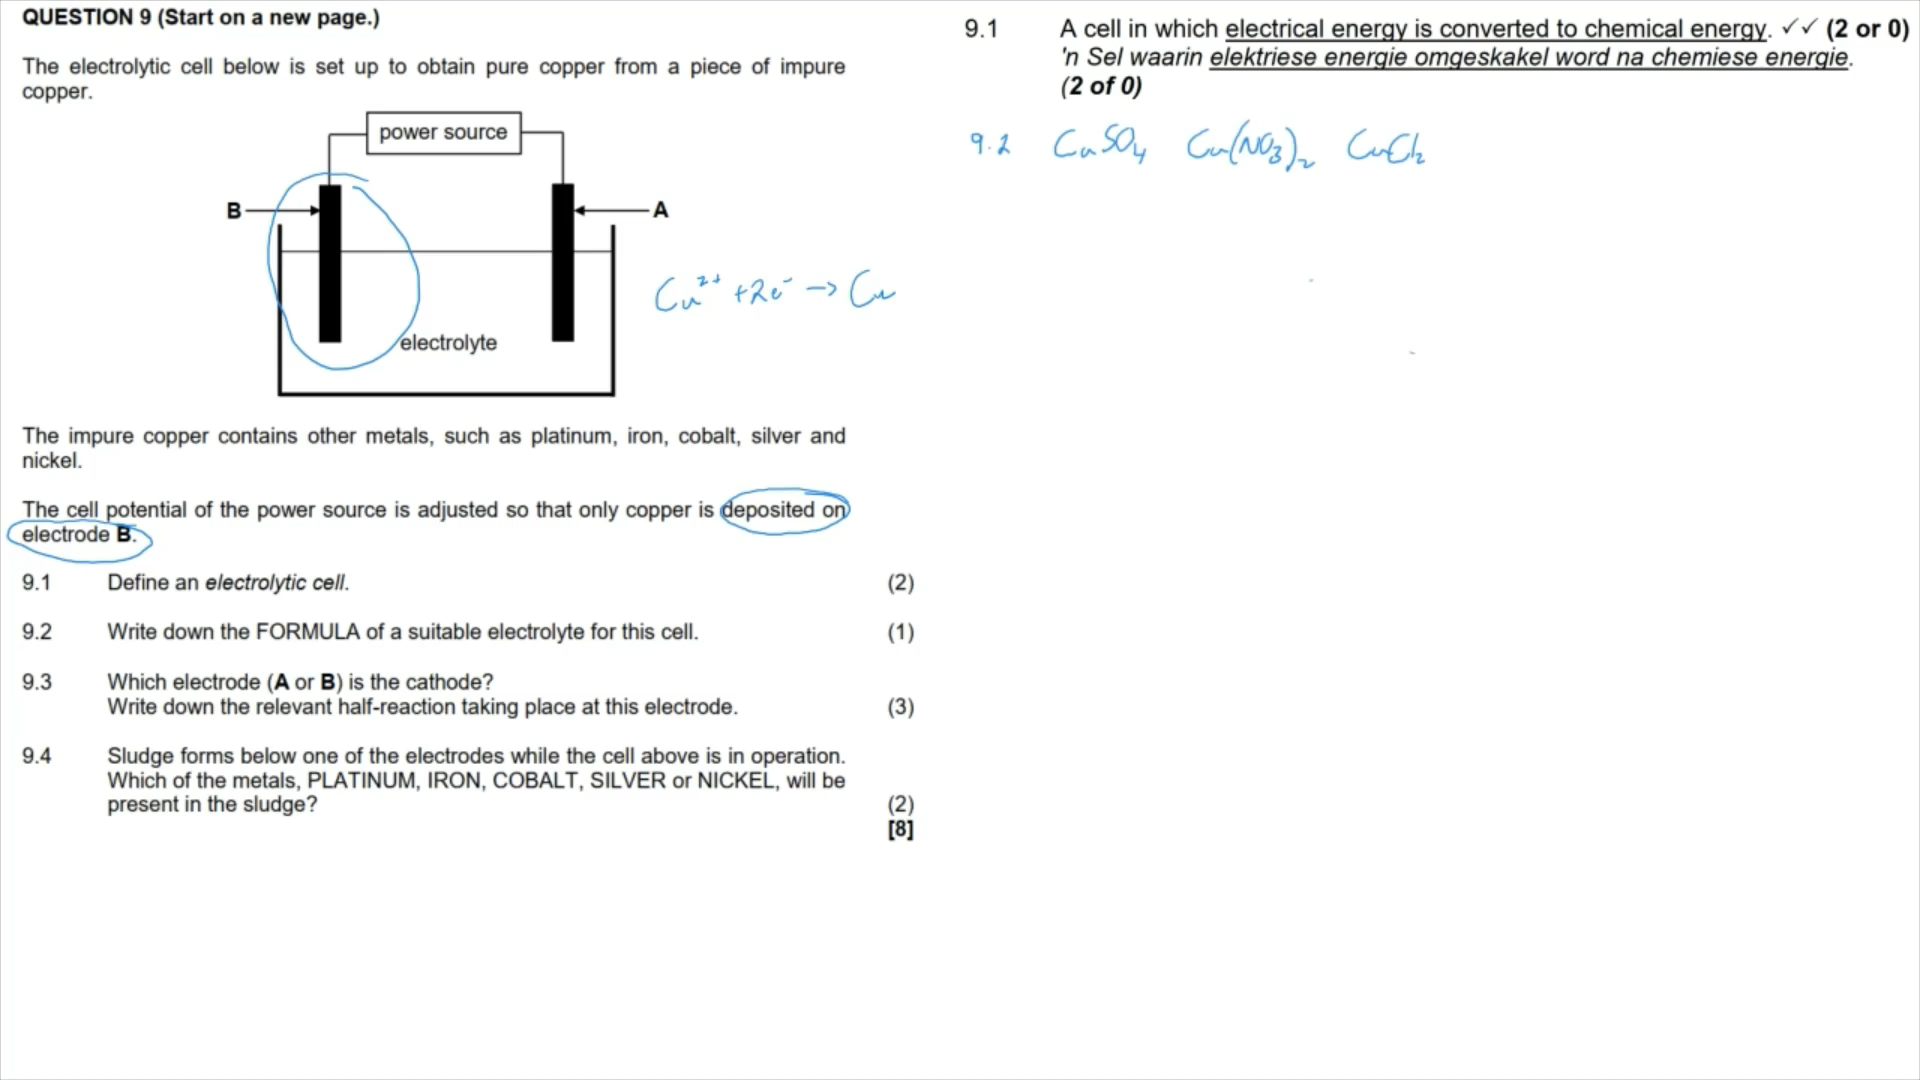 QUESTION 9 (Start on a new page.)
The electrolytic cell below is set up to obtain pure copper from a piece of impure
copper.
power source
B
A
electrolyte
Cu²⁺ + 2e⁻ → Cu
The impure copper contains other metals, such as platinum, iron, cobalt, silver and
nickel.
The cell potential of the power source is adjusted so that only copper is deposited on
electrode B.
9.1 Define an electrolytic cell. (2)
9.2 Write down the FORMULA of a suitable electrolyte for this cell. (1)
9.3 Which electrode (A or B) is the cathode?
Write down the relevant half-reaction taking place at this electrode. (3)
9.4 Sludge forms below one of the electrodes while the cell above is in operation.
Which of the metals, PLATINUM, IRON, COBALT, SILVER or NICKEL, will be
present in the sludge? (2)
[8]
9.1 A cell in which electrical energy is converted to chemical energy. ✓✓ (2 or 0)
'n Sel waarin elektriese energie omgeskakel word na chemiese energie.
(2 of 0)
9.2 CuSO₄ Cu(NO₃)₂ CuCl₂